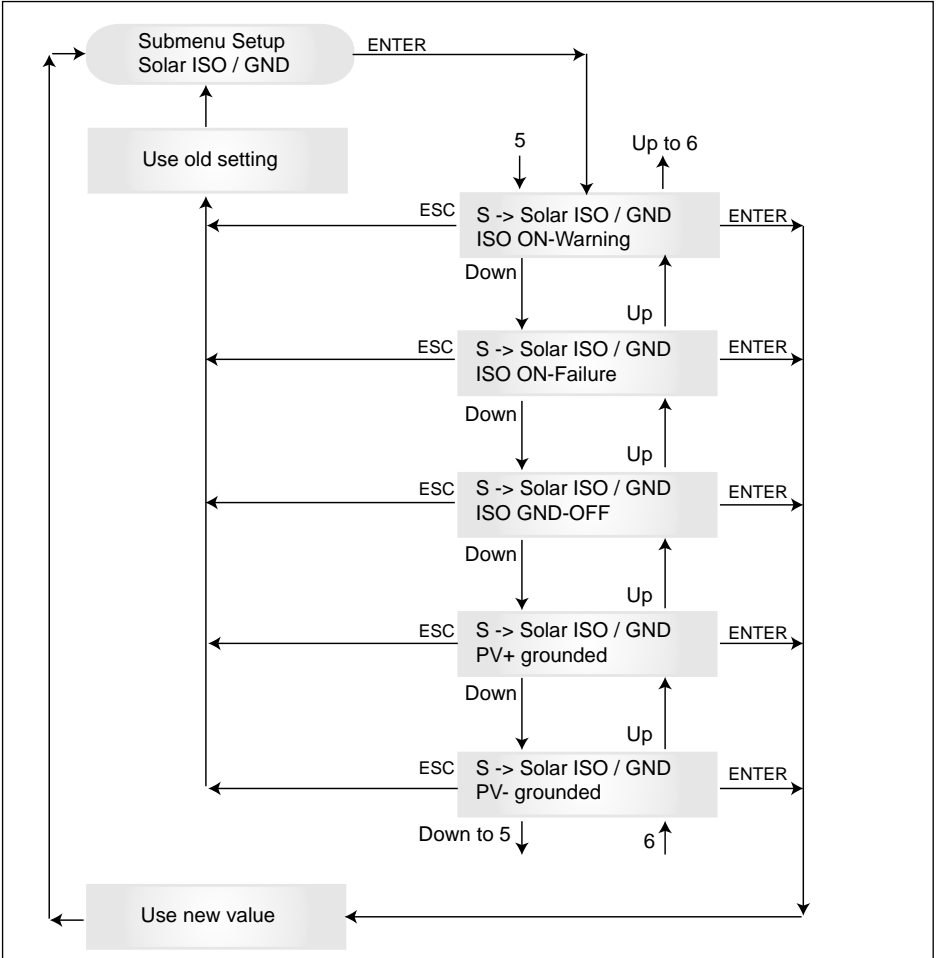 Submenu Setup
Solar ISO / GND
ENTER
Use old setting
5
Up to 6
ESC
S -> Solar ISO / GND
ISO ON-Warning
ENTER
Down
Up
ESC
S -> Solar ISO / GND
ISO ON-Failure
ENTER
Down
Up
ESC
S -> Solar ISO / GND
ISO GND-OFF
ENTER
Down
Up
ESC
S -> Solar ISO / GND
PV+ grounded
ENTER
Down
Up
ESC
S -> Solar ISO / GND
PV- grounded
ENTER
Down to 5
6
Use new value